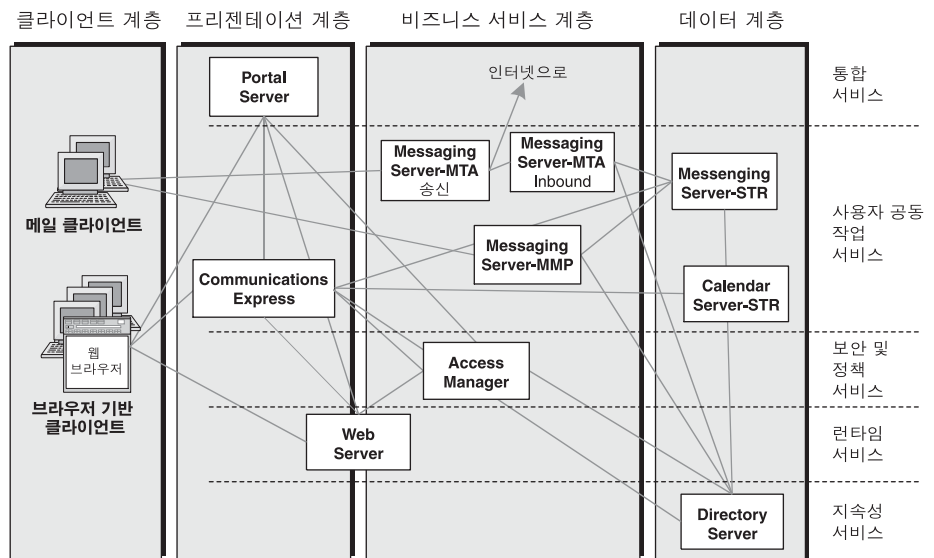 클라이언트 계층
프리젠테이션 계층
비즈니스 서비스 계층
데이터 계층
Portal
Server
인터넷으로
통합
서비스
Messaging
Server-MTA
송신
Messaging
Server-MTA
Inbound
Messenging
Server-STR
메일 클라이언트
사용자 공동
작업
서비스
Messaging
Server-MMP
Communications
Express
Calendar
Server-STR
웹
브라우저
브라우저 기반
클라이언트
Access
Manager
보안 및
정책
서비스
Web
Server
런타임
서비스
Directory
Server
지속성
서비스